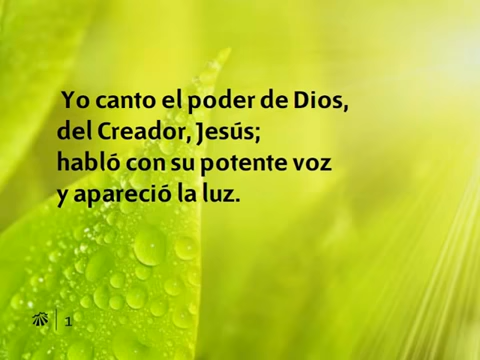 Yo canto el poder de Dios,
del Creador, Jesús;
habló con su potente voz
y apareció la luz.
1